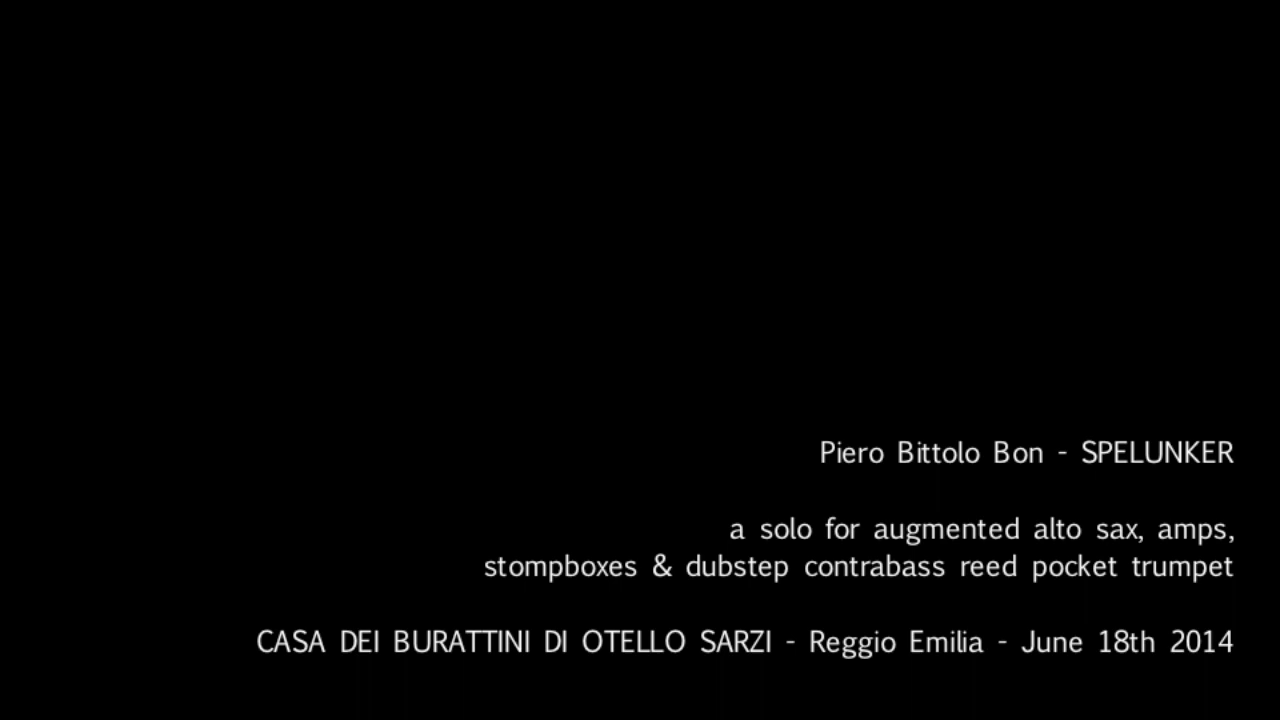 Piero Bittolo Bon - SPELUNKER
a solo for augmented alto sax, amps,
stompboxes & dubstep contrabass reed pocket trumpet
CASA DEI BURATTINI DI OTELLO SARZI - Reggio Emilia - June 18th 2014